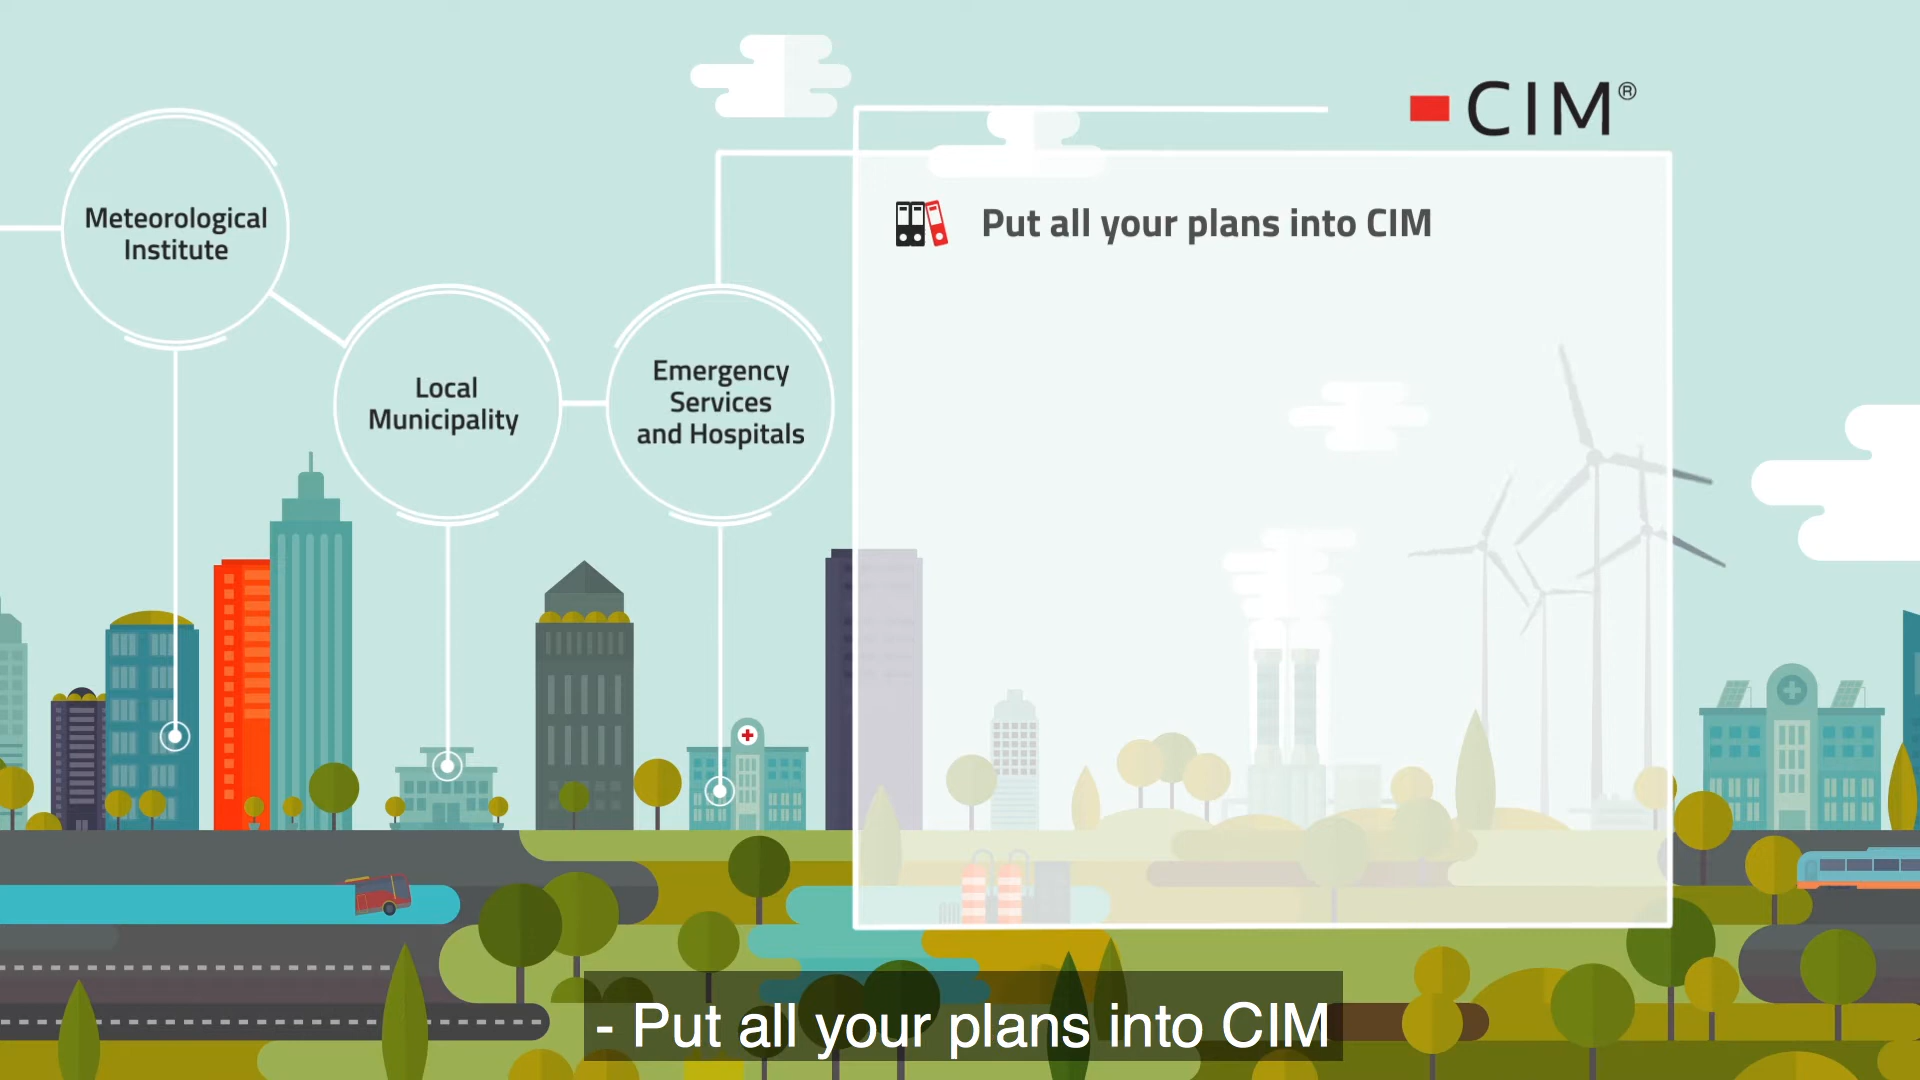 CIM®
Meteorological
Institute
Put all your plans into CIM
Local
Municipality
Emergency
Services
and Hospitals
- Put all your plans into CIM